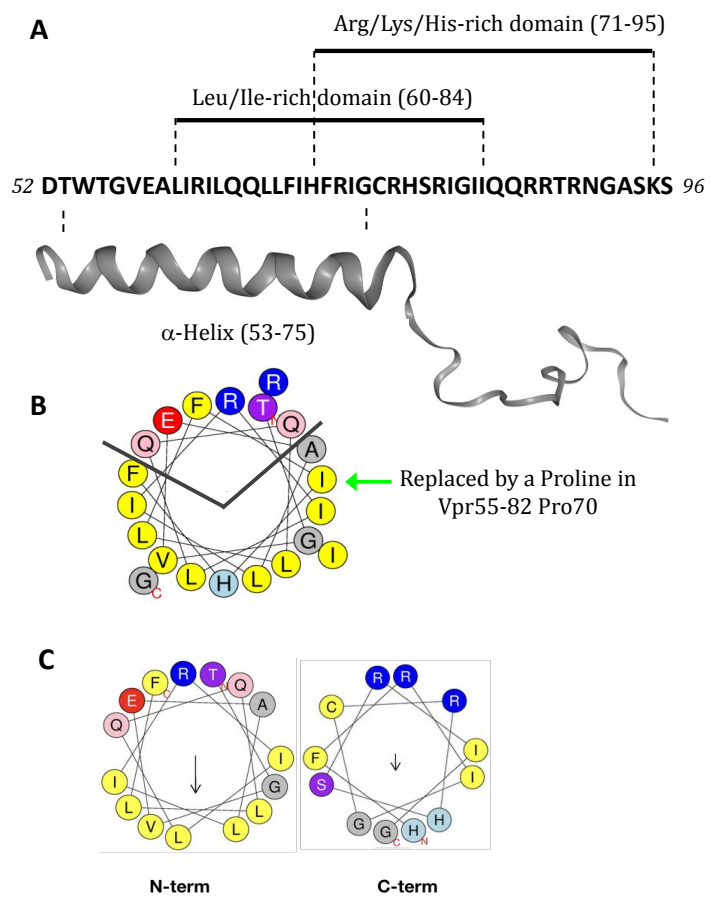 A
Arg/Lys/His-rich domain (71-95)
Leu/Ile-rich domain (60-84)
52 DTWTGVEALIRILQQLLFIHFRIGCRHSRIGIIQQRRTRNGASKS 96
α-Helix (53-75)
B
R
F R T
N
E Q
Q A
F I
I I
L G I
V L
G L H L
C
Replaced by a Proline in
Vpr55-82 Pro70
C
F R T Q
C N
E A
Q
I
I G
L L
V L L
N-term
R R
C R
F I
S I
G G H H
C N
C-term